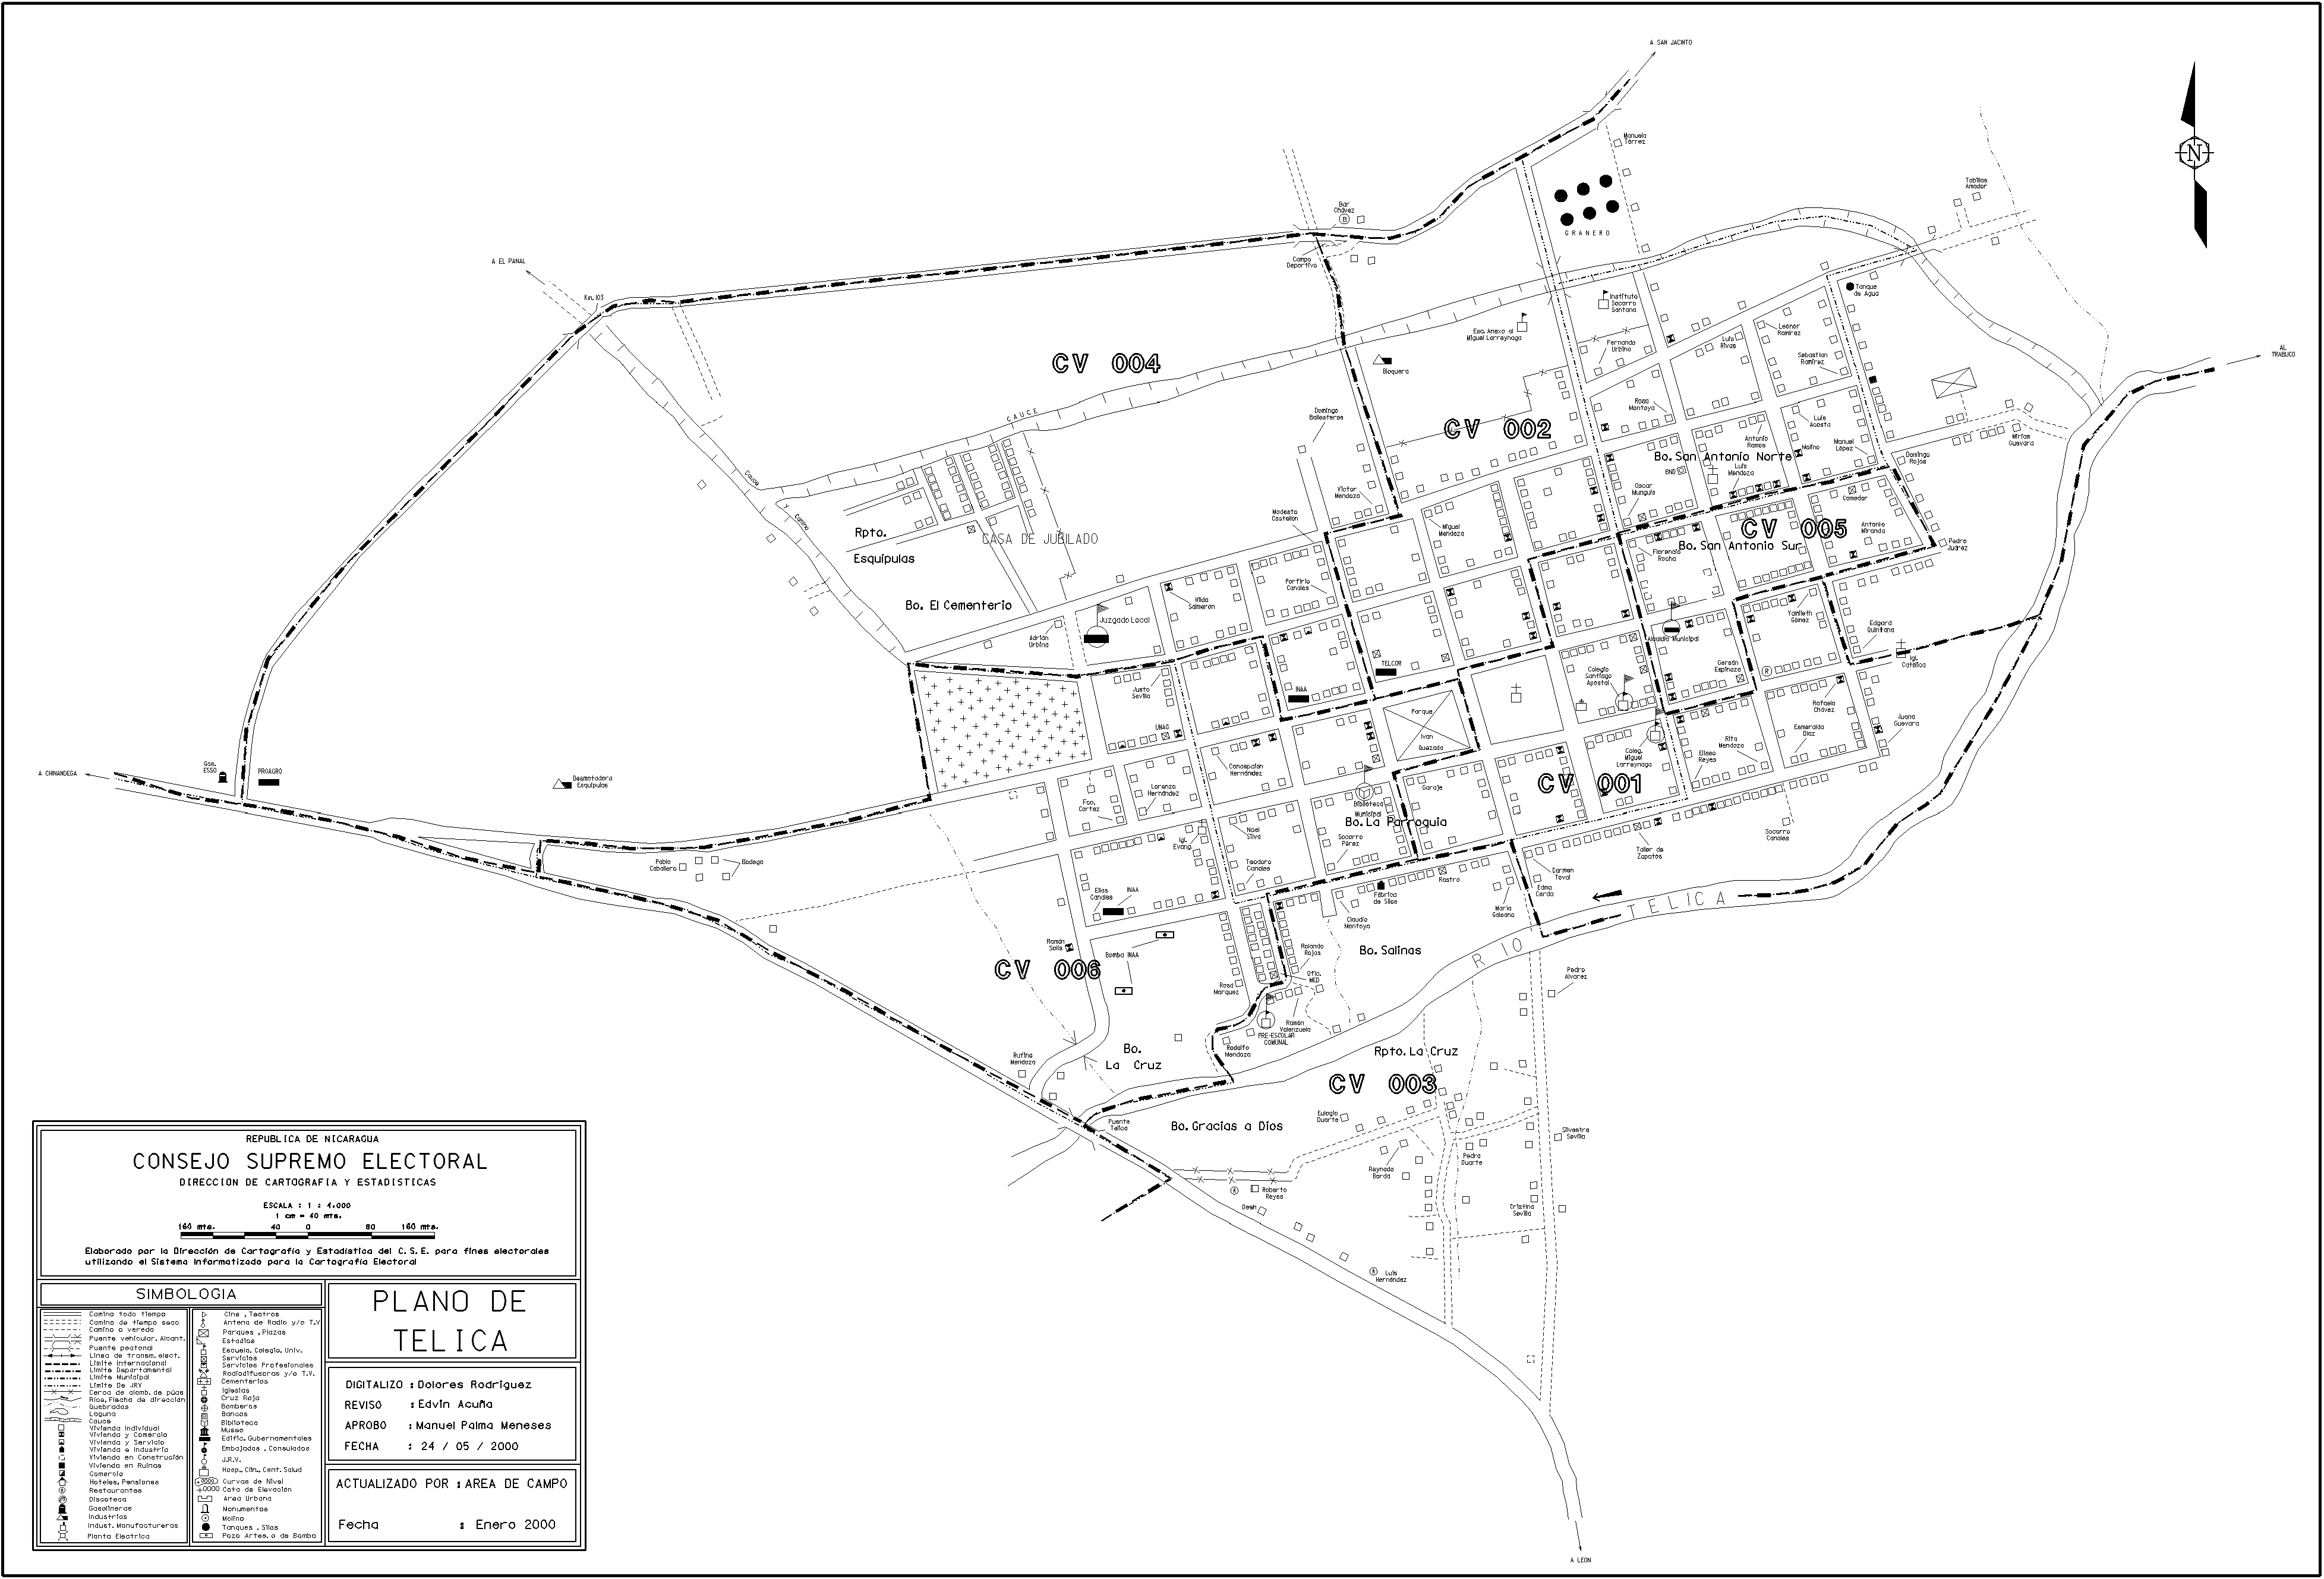 A SAN JACINTO
Manuela
Torrez
Bar
Chávez
B
GRANERO
N
Tobillas
Amador
A EL PANAL
Campo
Deportivo
Km. 103
Tanque
de Agua
Instituto
Socorro
Santana
Esc. Anexa al
Miguel Larreynaga
Fernando
Urbina
Luis
Rivas
Leonor
Ramirez
Sebastian
Ramirez
AL
TRABUCO
CV 004
Bloquera
CAUCE
Domingo
Ballesteros
CV 002
Rosa
Montoya
Luis
Acosta
Antonio
Ramos
Molino
Manuel
López
Miriam
Guevara
Bo. San Antonio Norte
Luis
Mendoza
Domingo
Rojas
Cauce
Camino
Victor
Mendoza
Oscar
Munguía
Comedor
Modesto
Castellon
Miguel
Mendoza
CV 005
Antonio
Miranda
Rpto.
Esquipulas
CASA DE JUBILADO
Florencio
Rocha
Bo. San Antonio Sur
Pedro
Juárez
Porfirio
Canales
Bo. El Cementerio
Hilda
Salmerón
Juzgado Local
Yamileth
Gómez
Edgard
Quintana
Adrián
Urbina
Alcaldía Municipal
Igl.
Católica
TELCOR
Gerson
Espinoza
R
Colegio
Santiago
Apostol
Justo
Sevilla
INAA
Rafaela
Chávez
Juana
Guevara
Parque
Ivan
Quezada
UNAG
Esmeralda
Díaz
Rita
Mendoza
Eliseo
Reyes
Coleg.
Miguel
Larreynaga
A CHINANDEGA
Gas.
ESSO
PROAGRO
Desmotadora
Esquipulas
Concepción
Hernández
Lorenzo
Hernández
Fco.
Cortez
Garaje
CV 001
Biblioteca
Municipal
Bo. La Parroquia
Noel
Silva
Socorro
Pérez
Igl.
Evang.
Socorro
Canales
Taller de
Zapatos
Pablo
Caballero
Bodega
Teodoro
Canales
Carmen
Toval
Edma
Cerda
Rastro
Fábrica
de Silos
Elias
Canales
INAA
María
Galeano
Claudio
Montoya
RIO TELICA
Ramón
Solís
Bomba INAA
Rolando
Rojas
Bo. Salinas
CV 006
Ofic.
MED
Rosa
Marquez
Pedro
Alvarez
Ramón
Valenzuela
PRE-ESCOLAR
COMUNAL
Rodolfo
Mendoza
Bo.
La Cruz
Rufino
Mendoza
Rpto. La Cruz
CV 003
Puente
Telica
Bo. Gracias a Dios
Eulogio
Duarte
Silvestre
Sevilla
Pedro
Duarte
Roberto
Reyes
Cristina
Sevilla
Luis
Hernández
A LEON
REPUBLICA DE NICARAGUA
CONSEJO SUPREMO ELECTORAL
DIRECCION DE CARTOGRAFIA Y ESTADISTICAS
ESCALA : 1 : 4.000
1 cm = 40 mts.
160 mts. 40 0 80 160 mts.
Elaborado por la Dirección de Cartografía y Estadística del C.S.E. para fines electorales
utilizando el Sistema Informatizado para la Cartografía Electoral
SIMBOLOGIA
Camino todo tiempo
Camino de tiempo seco
Camino o vereda
Puente vehicular, Alcant.
Puente peatonal
Linea de transm. elect.
Limite Internacional
Limite Departamental
Limite Municipal
Limite De JRV
Cerca de alamb. de púas
Rios, Flecha de dirección
Quebradas
Laguna
Cauce
Vivienda Individual
Vivienda y Comercio
Vivienda y Servicio
Vivienda e Industria
Vivienda en Construción
Vivienda en Ruinas
Comercio
Hoteles, Pensiones
Restaurantes
Discoteca
Gasolineras
Industrias
Indust. Manufactureras
Planta Electrica
Cine , Teatros
Antena de Radio y/o T.V
Parques , Plazas
Estadios
Escuela, Colegio, Univ.
Servicios
Servicios Profesionales
Radiodifusoras y/o T.V.
Cementerios
Iglesias
Cruz Roja
Bomberos
Bancos
Biblioteca
Museo
Edific. Gubernamentales
Embajadas , Consulados
J.R.V.
Hosp., Clin., Cent. Salud
Curvas de Nivel
Cota de Elevación
Area Urbana
Monumentos
Molino
Tanques , Silos
Pozo Artes. o de Bomba
PLANO DE
TELICA
DIGITALIZO : Dolores Rodríguez
REVISO : Edvin Acuña
APROBO : Manuel Palma Meneses
FECHA : 24 / 05 / 2000
ACTUALIZADO POR : AREA DE CAMPO
Fecha : Enero 2000